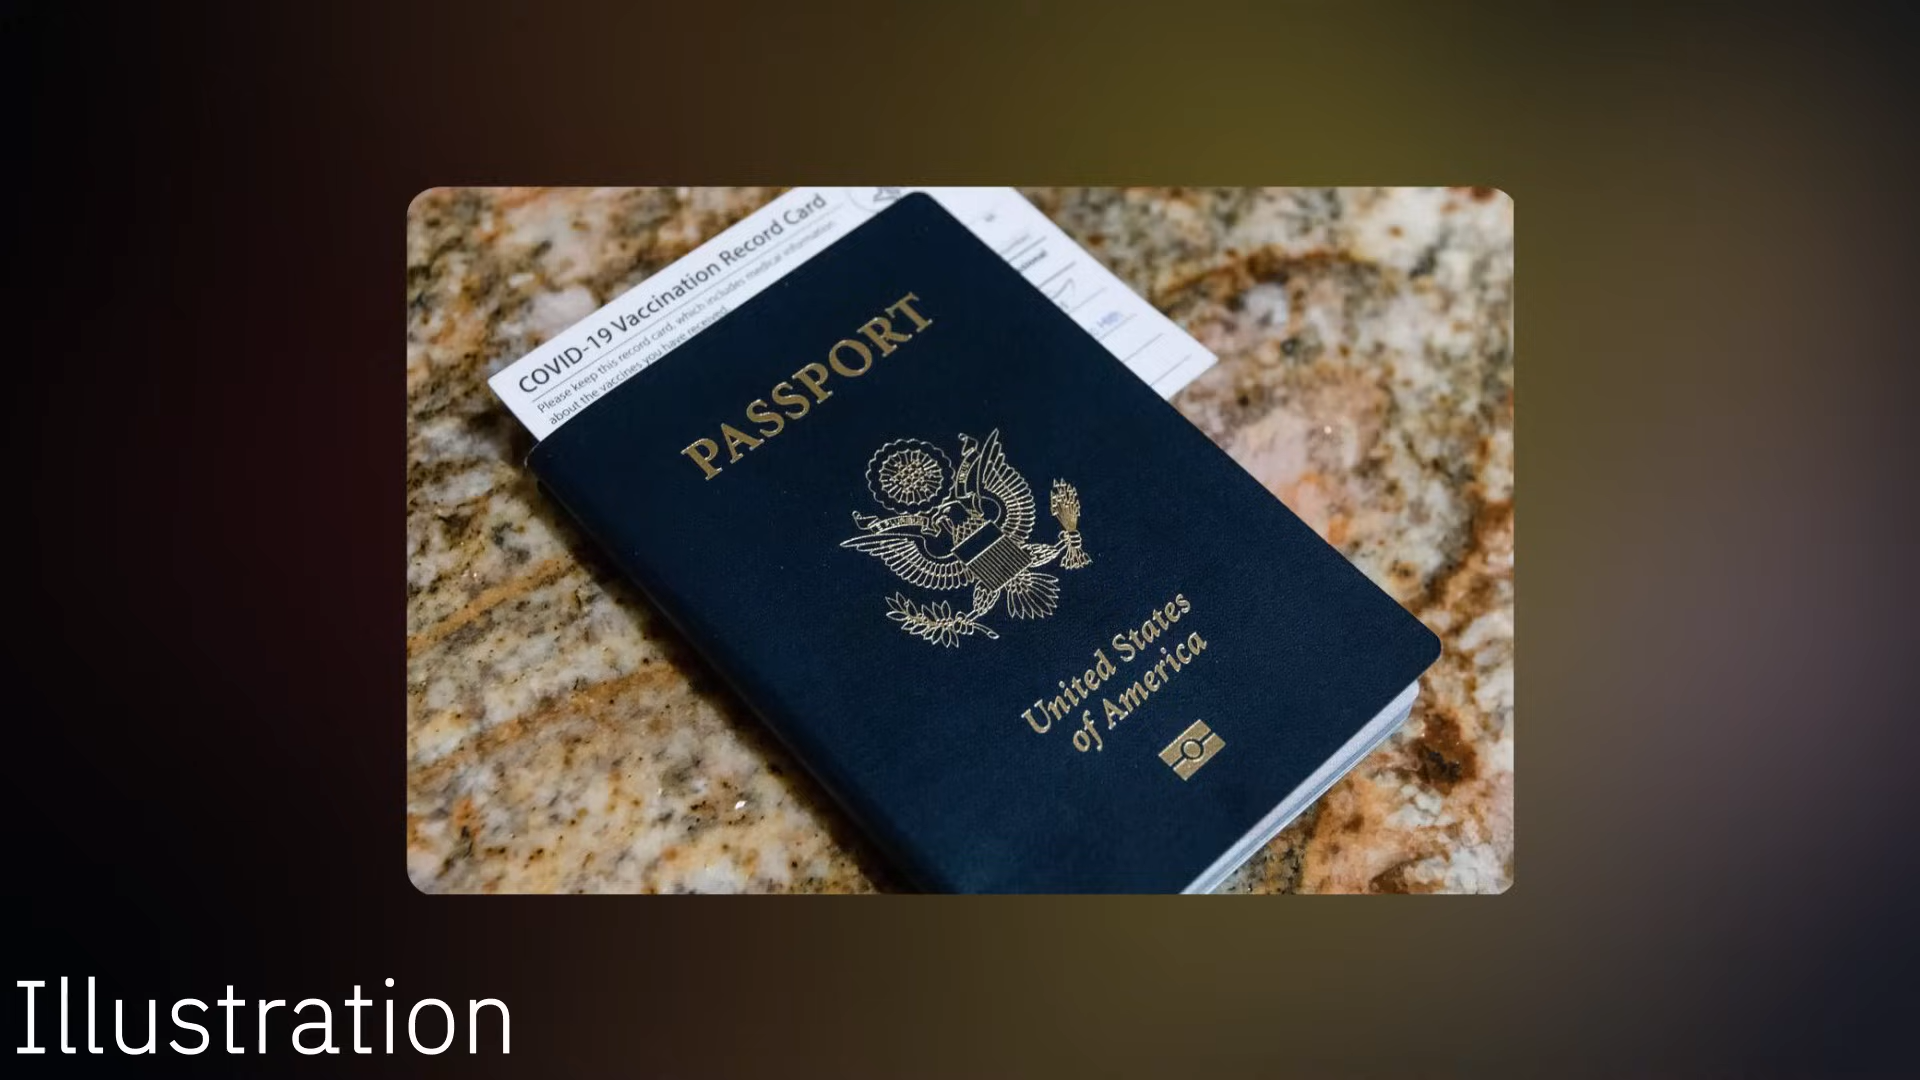 COVID-19 Vaccination Record Card
Please keep this record card, which includes medical information
about the vaccines you have received.
PASSPORT
United States
of America
Illustration